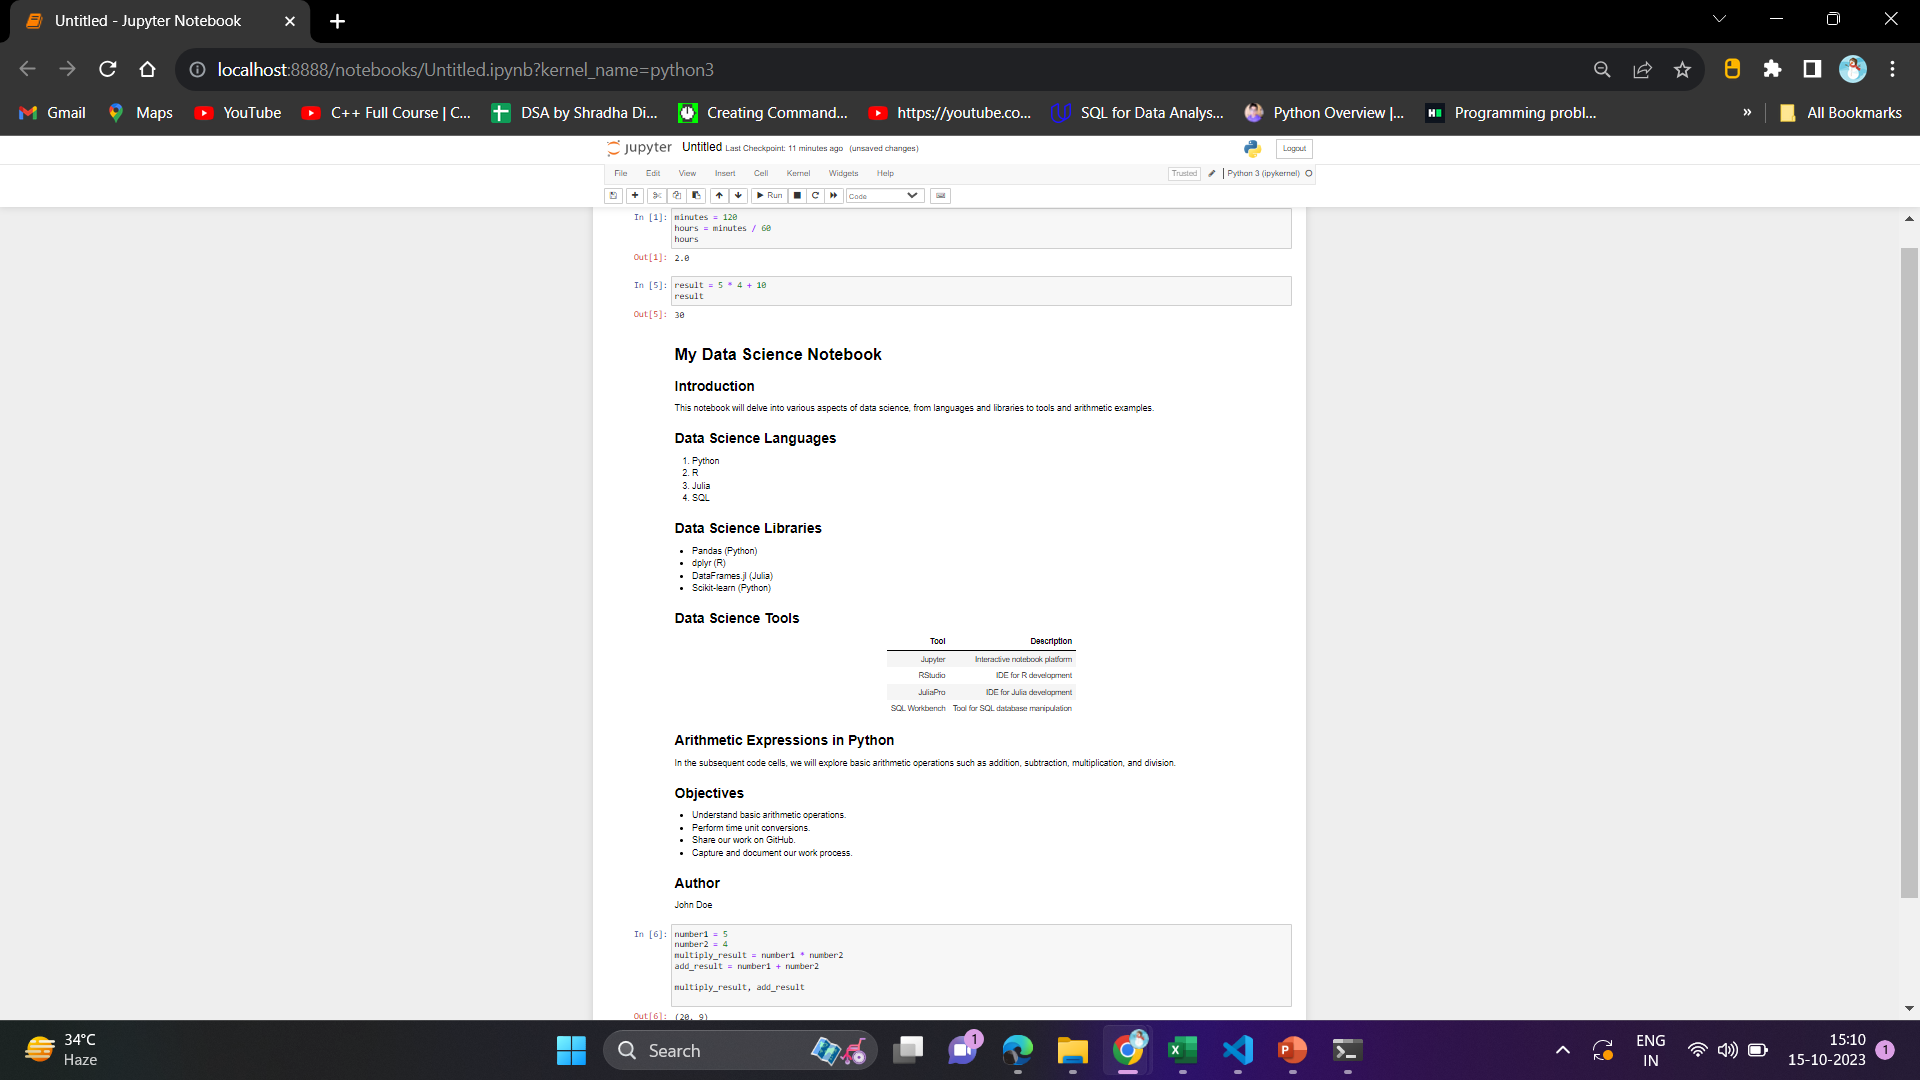 Untitled - Jupyter Notebook
localhost:8888/notebooks/Untitled.ipynb?kernel_name=python3
Gmail Maps YouTube C++ Full Course | C... DSA by Shradha Di... Creating Command... https://youtube.co... SQL for Data Analys... Python Overview |... Programming probl... » All Bookmarks
jupyter Untitled Last Checkpoint: 11 minutes ago (unsaved changes) Logout
File Edit View Insert Cell Kernel Widgets Help Trusted Python 3 (ipykernel)
Run Code
In [1]: minutes = 120
hours = minutes / 60
hours
Out[1]: 2.0
In [5]: result = 5 * 4 + 10
result
Out[5]: 30
My Data Science Notebook
Introduction
This notebook will delve into various aspects of data science, from languages and libraries to tools and arithmetic examples.
Data Science Languages
1. Python
2. R
3. Julia
4. SQL
Data Science Libraries
• Pandas (Python)
• dplyr (R)
• DataFrames.jl (Julia)
• Scikit-learn (Python)
Data Science Tools
Tool Description
Jupyter Interactive notebook platform
RStudio IDE for R development
JuliaPro IDE for Julia development
SQL Workbench Tool for SQL database manipulation
Arithmetic Expressions in Python
In the subsequent code cells, we will explore basic arithmetic operations such as addition, subtraction, multiplication, and division.
Objectives
• Understand basic arithmetic operations.
• Perform time unit conversions.
• Share our work on GitHub.
• Capture and document our work process.
Author
John Doe
In [6]: number1 = 5
number2 = 4
multiply_result = number1 * number2
add_result = number1 + number2
multiply_result, add_result
Out[6]: (20, 9)
34°C
Haze
Search
1
ENG
IN
15:10
15-10-2023
1